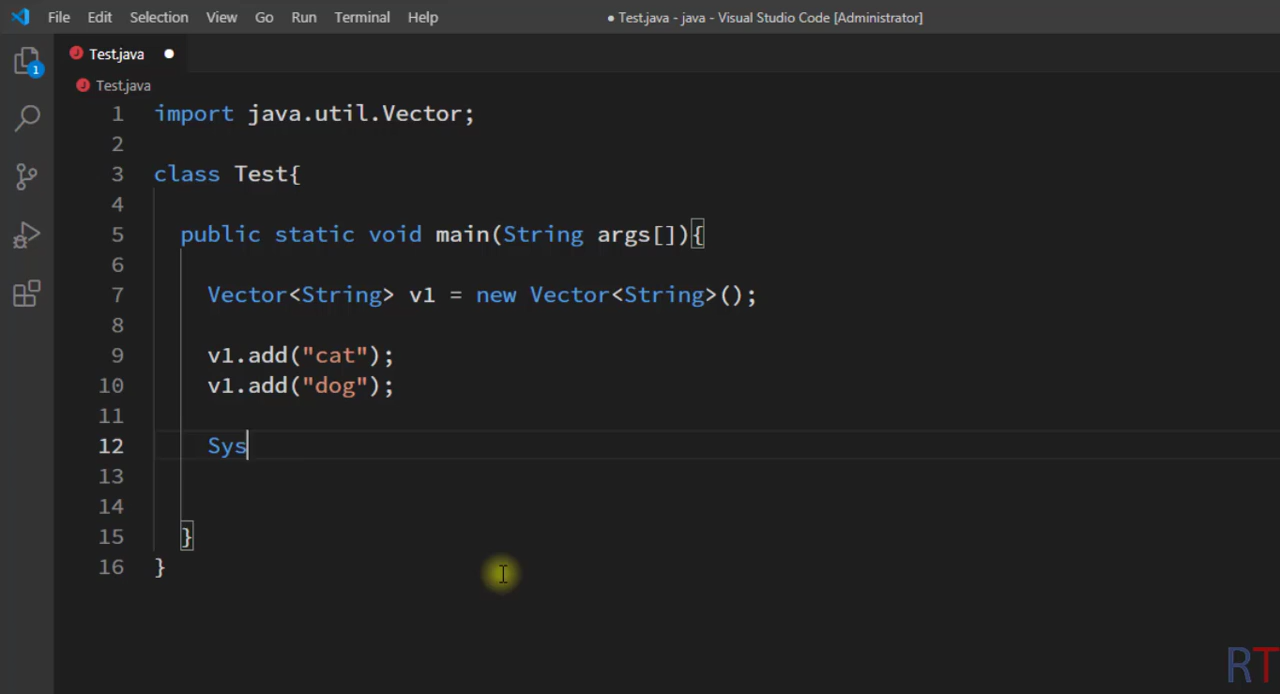 File Edit Selection View Go Run Terminal Help ● Test.java - java - Visual Studio Code [Administrator]
J Test.java ●
J Test.java
1
1 import java.util.Vector;
2
3 class Test{
4
5 public static void main(String args[]){
6
7 Vector<String> v1 = new Vector<String>();
8
9 v1.add("cat");
10 v1.add("dog");
11
12 Sys
13
14
15 }
16 }
RT